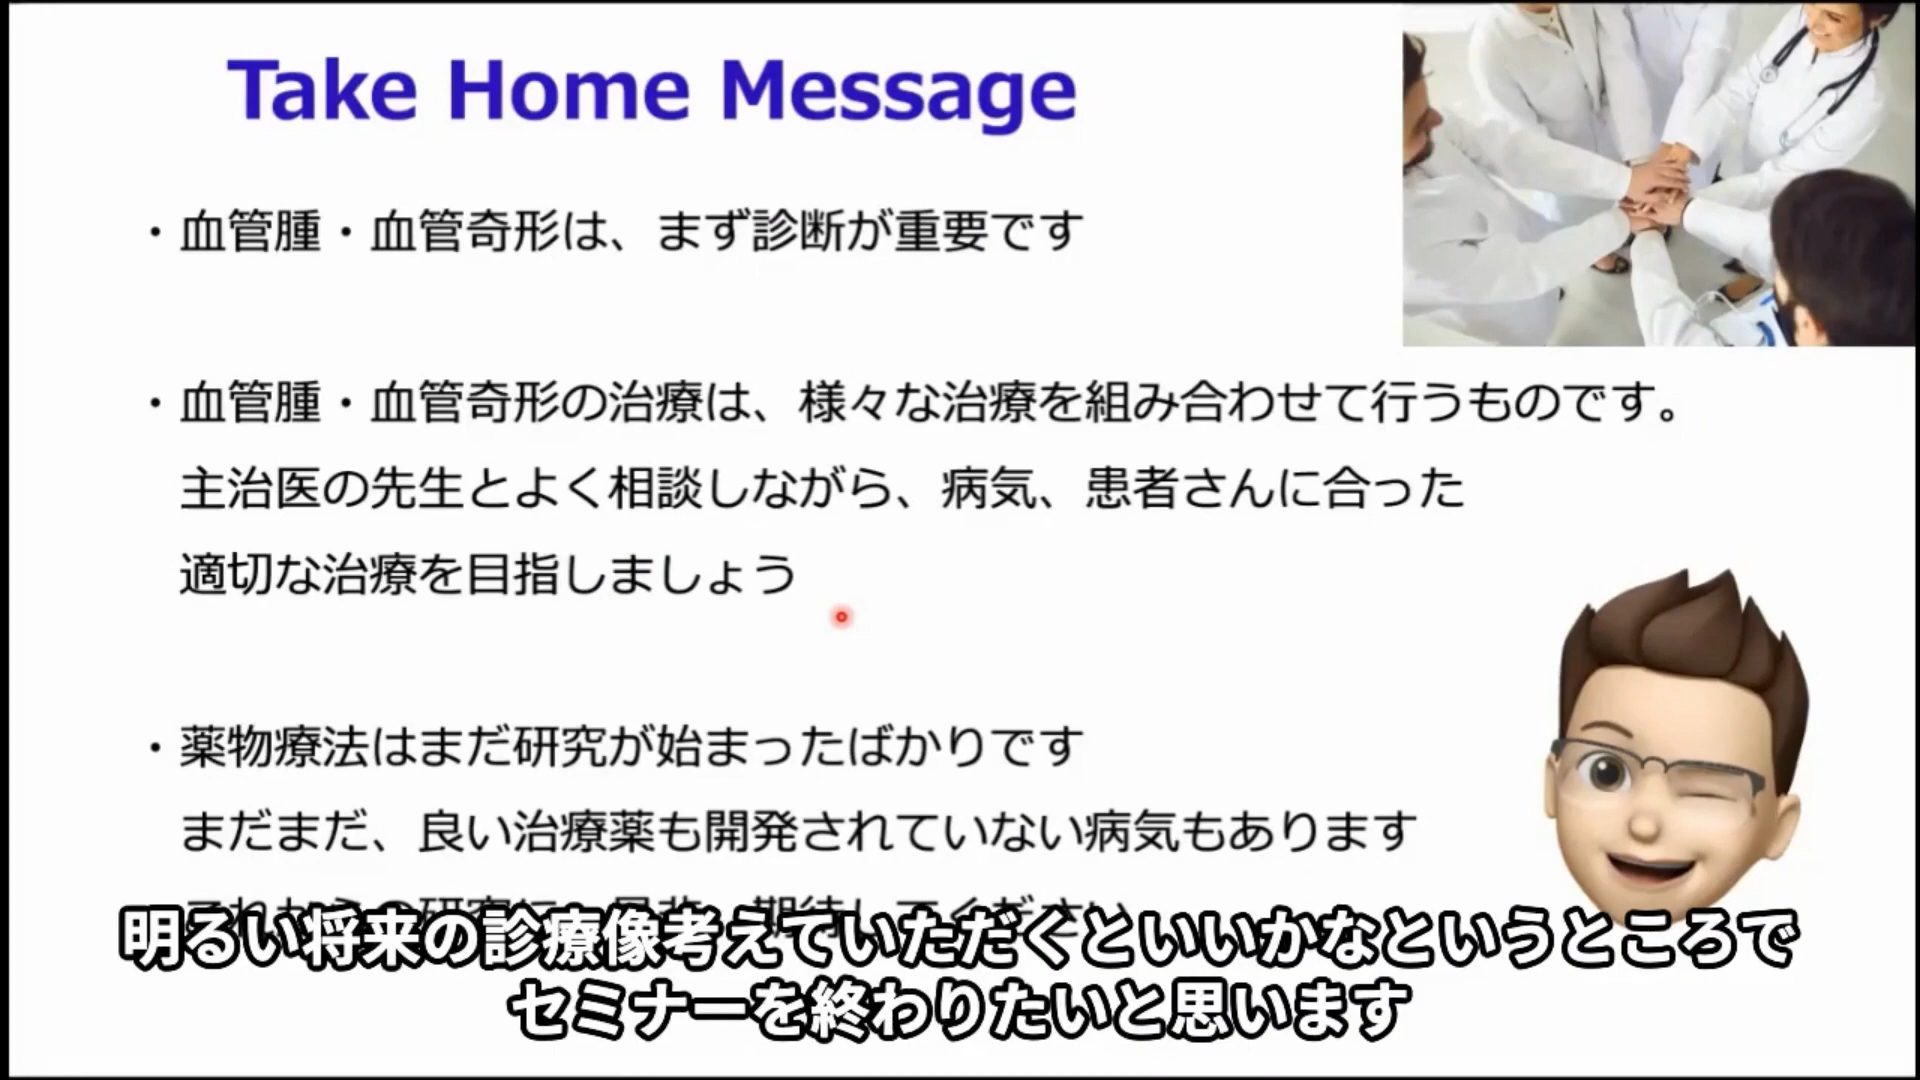 Take Home Message
・血管腫・血管奇形は、まず診断が重要です
・血管腫・血管奇形の治療は、様々な治療を組み合わせて行うものです。
主治医の先生とよく相談しながら、病気、患者さんに合った
適切な治療を目指しましょう
・薬物療法はまだ研究が始まったばかりです
まだまだ、良い治療薬も開発されていない病気もあります
明るい将来の診療像考えていただくといいかなというところで
セミナーを終わりたいと思います